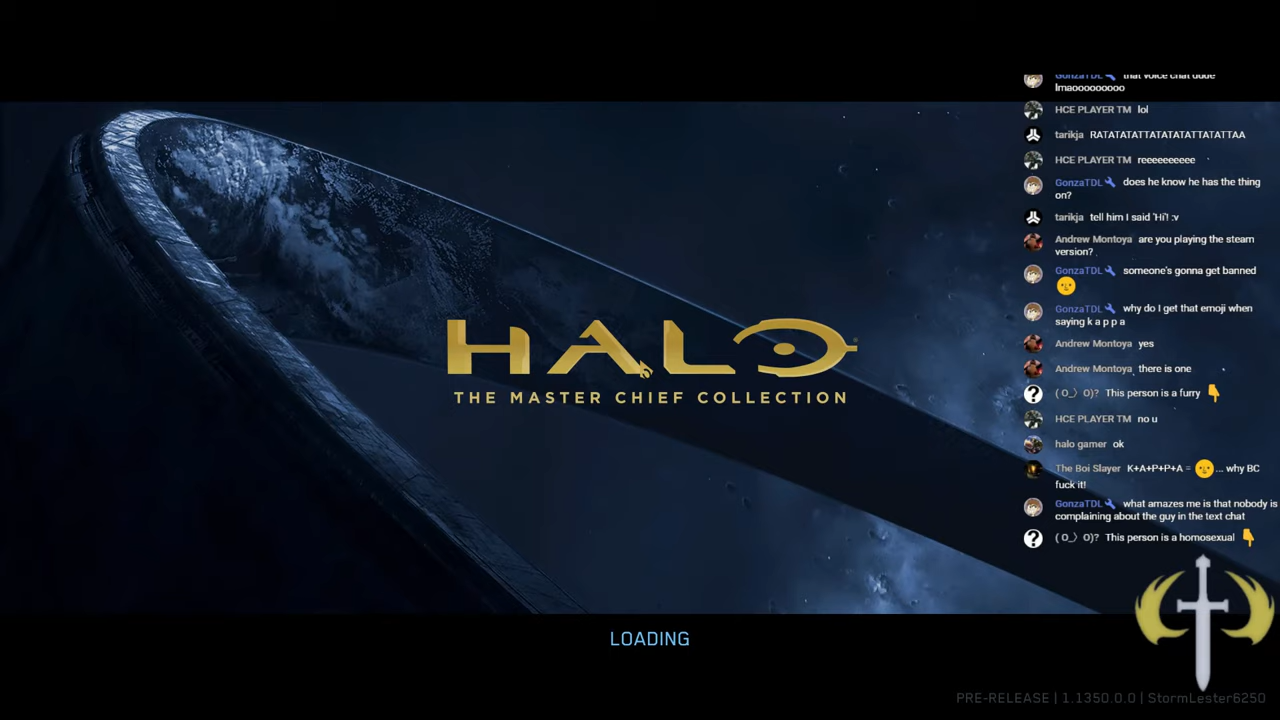 GonzaTDL that voice chat dude
lmaooooooooo
HCE PLAYER TM lol
tarikja RATATATATTATATATATTATATTAA
HCE PLAYER TM reeeeeeeeee
GonzaTDL does he know he has the thing
on?
tarikja tell him I said 'Hi'! :v
Andrew Montoya are you playing the steam
version?
GonzaTDL someone's gonna get banned
GonzaTDL why do I get that emoji when
saying k a p p a
Andrew Montoya yes
Andrew Montoya there is one
( O_〉 O)? This person is a furry 👇
HCE PLAYER TM no u
halo gamer ok
The Boi Slayer K+A+P+P+A = 🌝 ... why BC
fuck it!
GonzaTDL what amazes me is that nobody is
complaining about the guy in the text chat
( O_〉 O)? This person is a homosexual 👇
HALO
THE MASTER CHIEF COLLECTION
LOADING
PRE-RELEASE | 1.1350.0.0 | StormLester6250